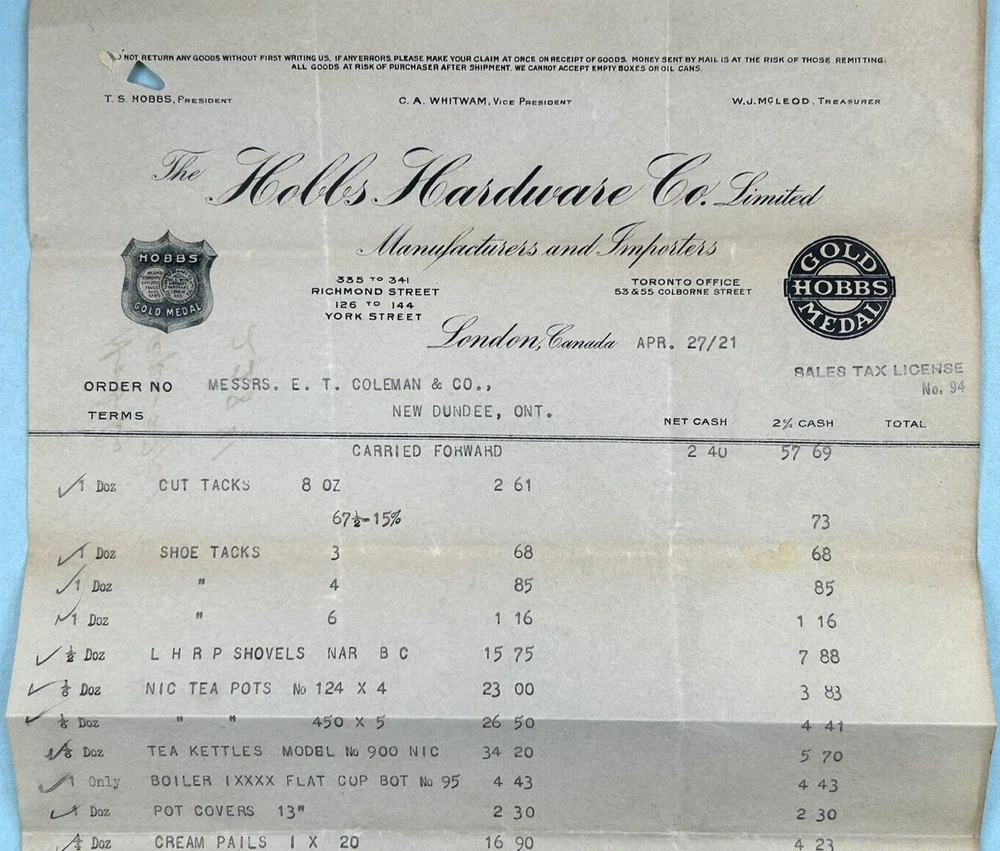 DO NOT RETURN ANY GOODS WITHOUT FIRST WRITING US. IF ANY ERRORS, PLEASE MAKE YOUR CLAIM AT ONCE ON RECEIPT OF GOODS. MONEY SENT BY MAIL IS AT THE RISK OF THOSE REMITTING.
ALL GOODS AT RISK OF PURCHASER AFTER SHIPMENT. WE CANNOT ACCEPT EMPTY BOXES OR OIL CANS.
T. S. HOBBS, PRESIDENT C. A. WHITWAM, VICE PRESIDENT W. J. McLEOD, TREASURER
The Hobbs Hardware Co. Limited
Manufacturers and Importers
HOBBS
GOLD MEDAL
335 TO 341
RICHMOND STREET
126 TO 144
YORK STREET
TORONTO OFFICE
53 & 55 COLBORNE STREET
GOLD
HOBBS
MEDAL
London, Canada APR. 27/21
SALES TAX LICENSE
No. 94
ORDER NO MESSRS. E. T. COLEMAN & CO.,
TERMS NEW DUNDEE, ONT.
NET CASH 2% CASH TOTAL
CARRIED FORWARD 2 40 57 69
1 Doz CUT TACKS 8 OZ 2 61
67½-15% 73
1 Doz SHOE TACKS 3 68 68
1 Doz " 4 85 85
1 Doz " 6 1 16 1 16
½ Doz L H R P SHOVELS NAR B C 15 75 7 88
Doz NIC TEA POTS No 124 X 4 23 00 3 83
Doz " " 450 X 5 26 50 4 41
Doz TEA KETTLES MODEL No 900 NIC 34 20 5 70
1 Only BOILER IXXXX FLAT COP BOT No 95 4 43 4 43
Doz POT COVERS 13" 2 30 2 30
Doz CREAM PAILS I X 20 16 90 4 23